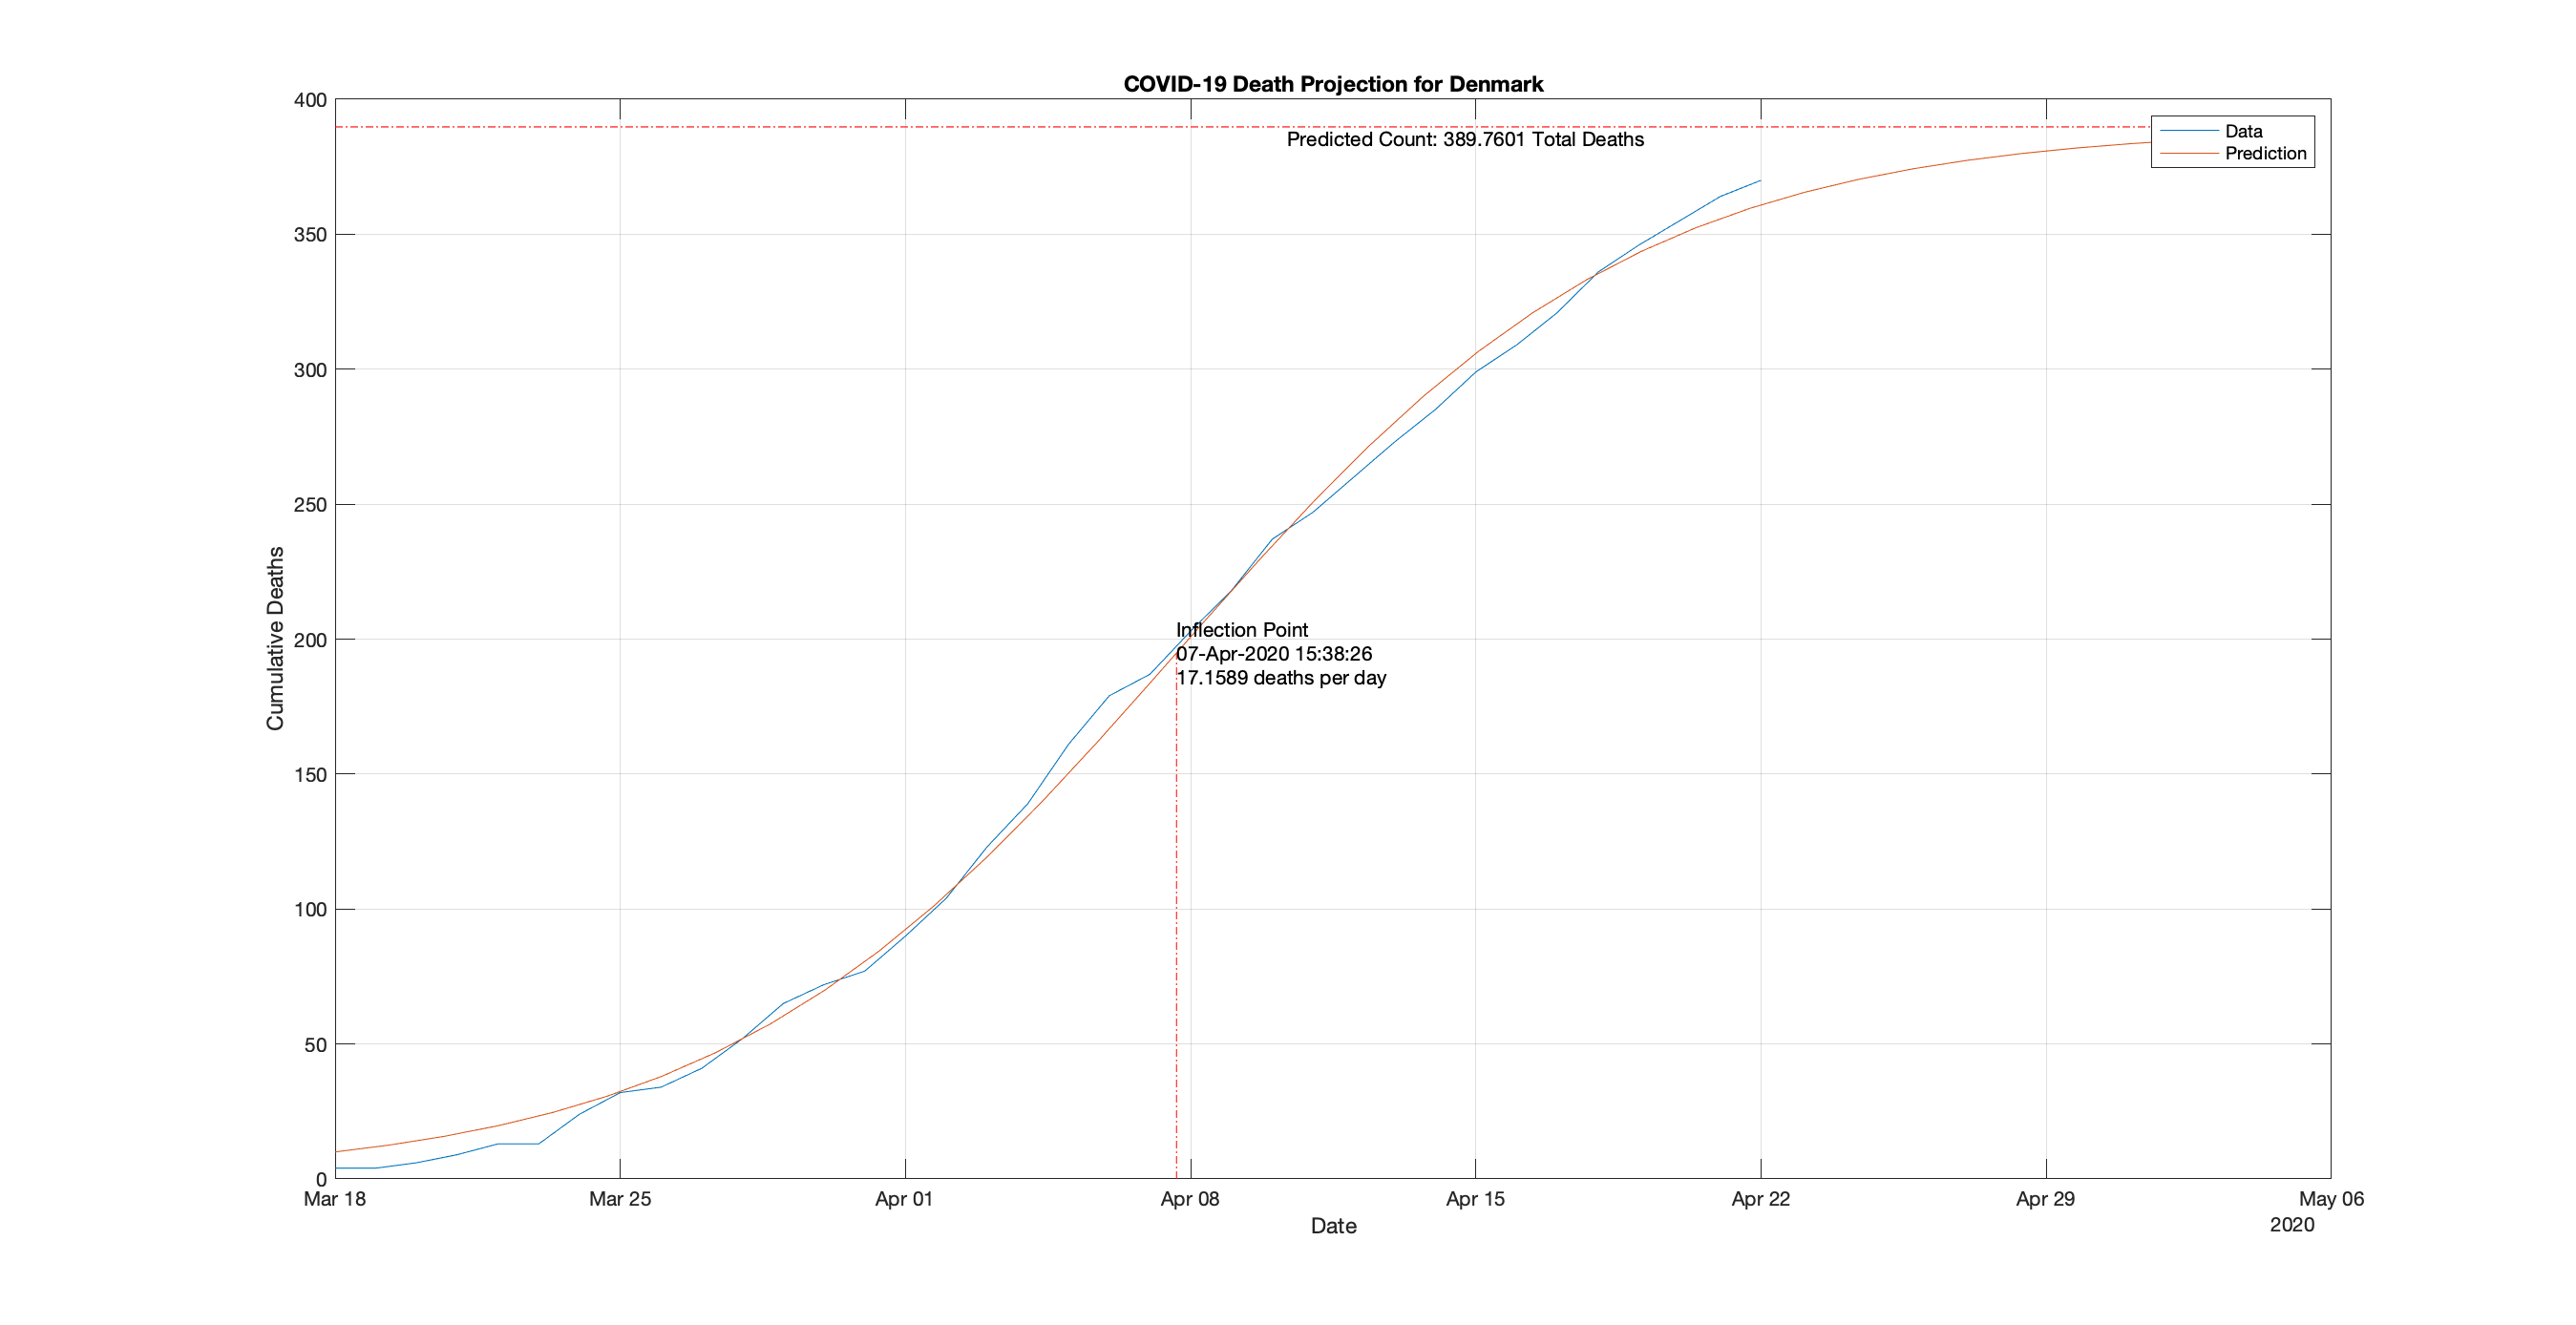 COVID-19 Death Projection for Denmark
400
350
300
250
200
150
100
50
0
Cumulative Deaths
Predicted Count: 389.7601 Total Deaths
Data
Prediction
Inflection Point
07-Apr-2020 15:38:26
17.1589 deaths per day
Mar 18
Mar 25
Apr 01
Apr 08
Apr 15
Apr 22
Apr 29
May 06
Date
2020